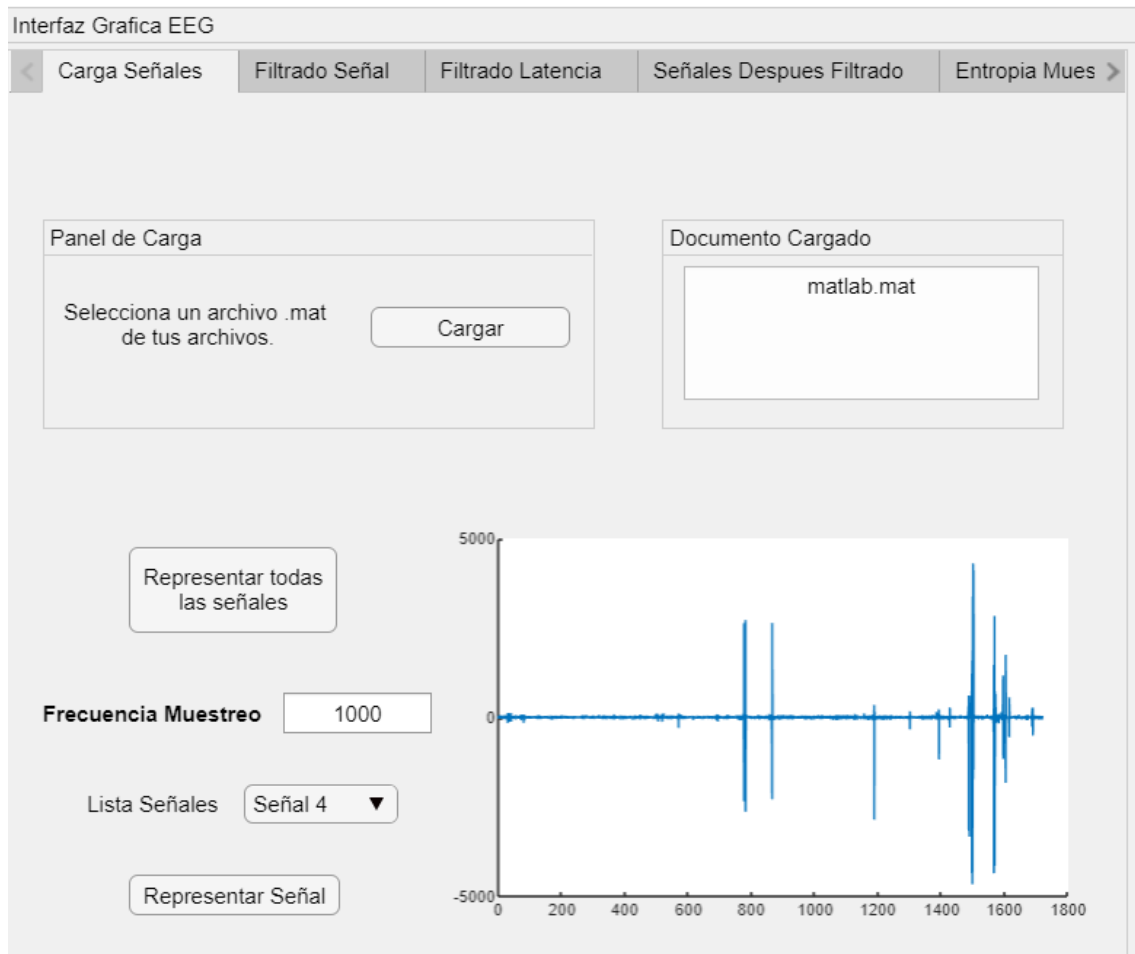 Interfaz Grafica EEG
Carga Señales
Filtrado Señal
Filtrado Latencia
Señales Despues Filtrado
Entropia Mues
Panel de Carga
Selecciona un archivo .mat
de tus archivos.
Cargar
Documento Cargado
matlab.mat
Representar todas
las señales
Frecuencia Muestreo
1000
Lista Señales
Señal 4
Representar Señal
5000
0
-5000
0 200 400 600 800 1000 1200 1400 1600 1800